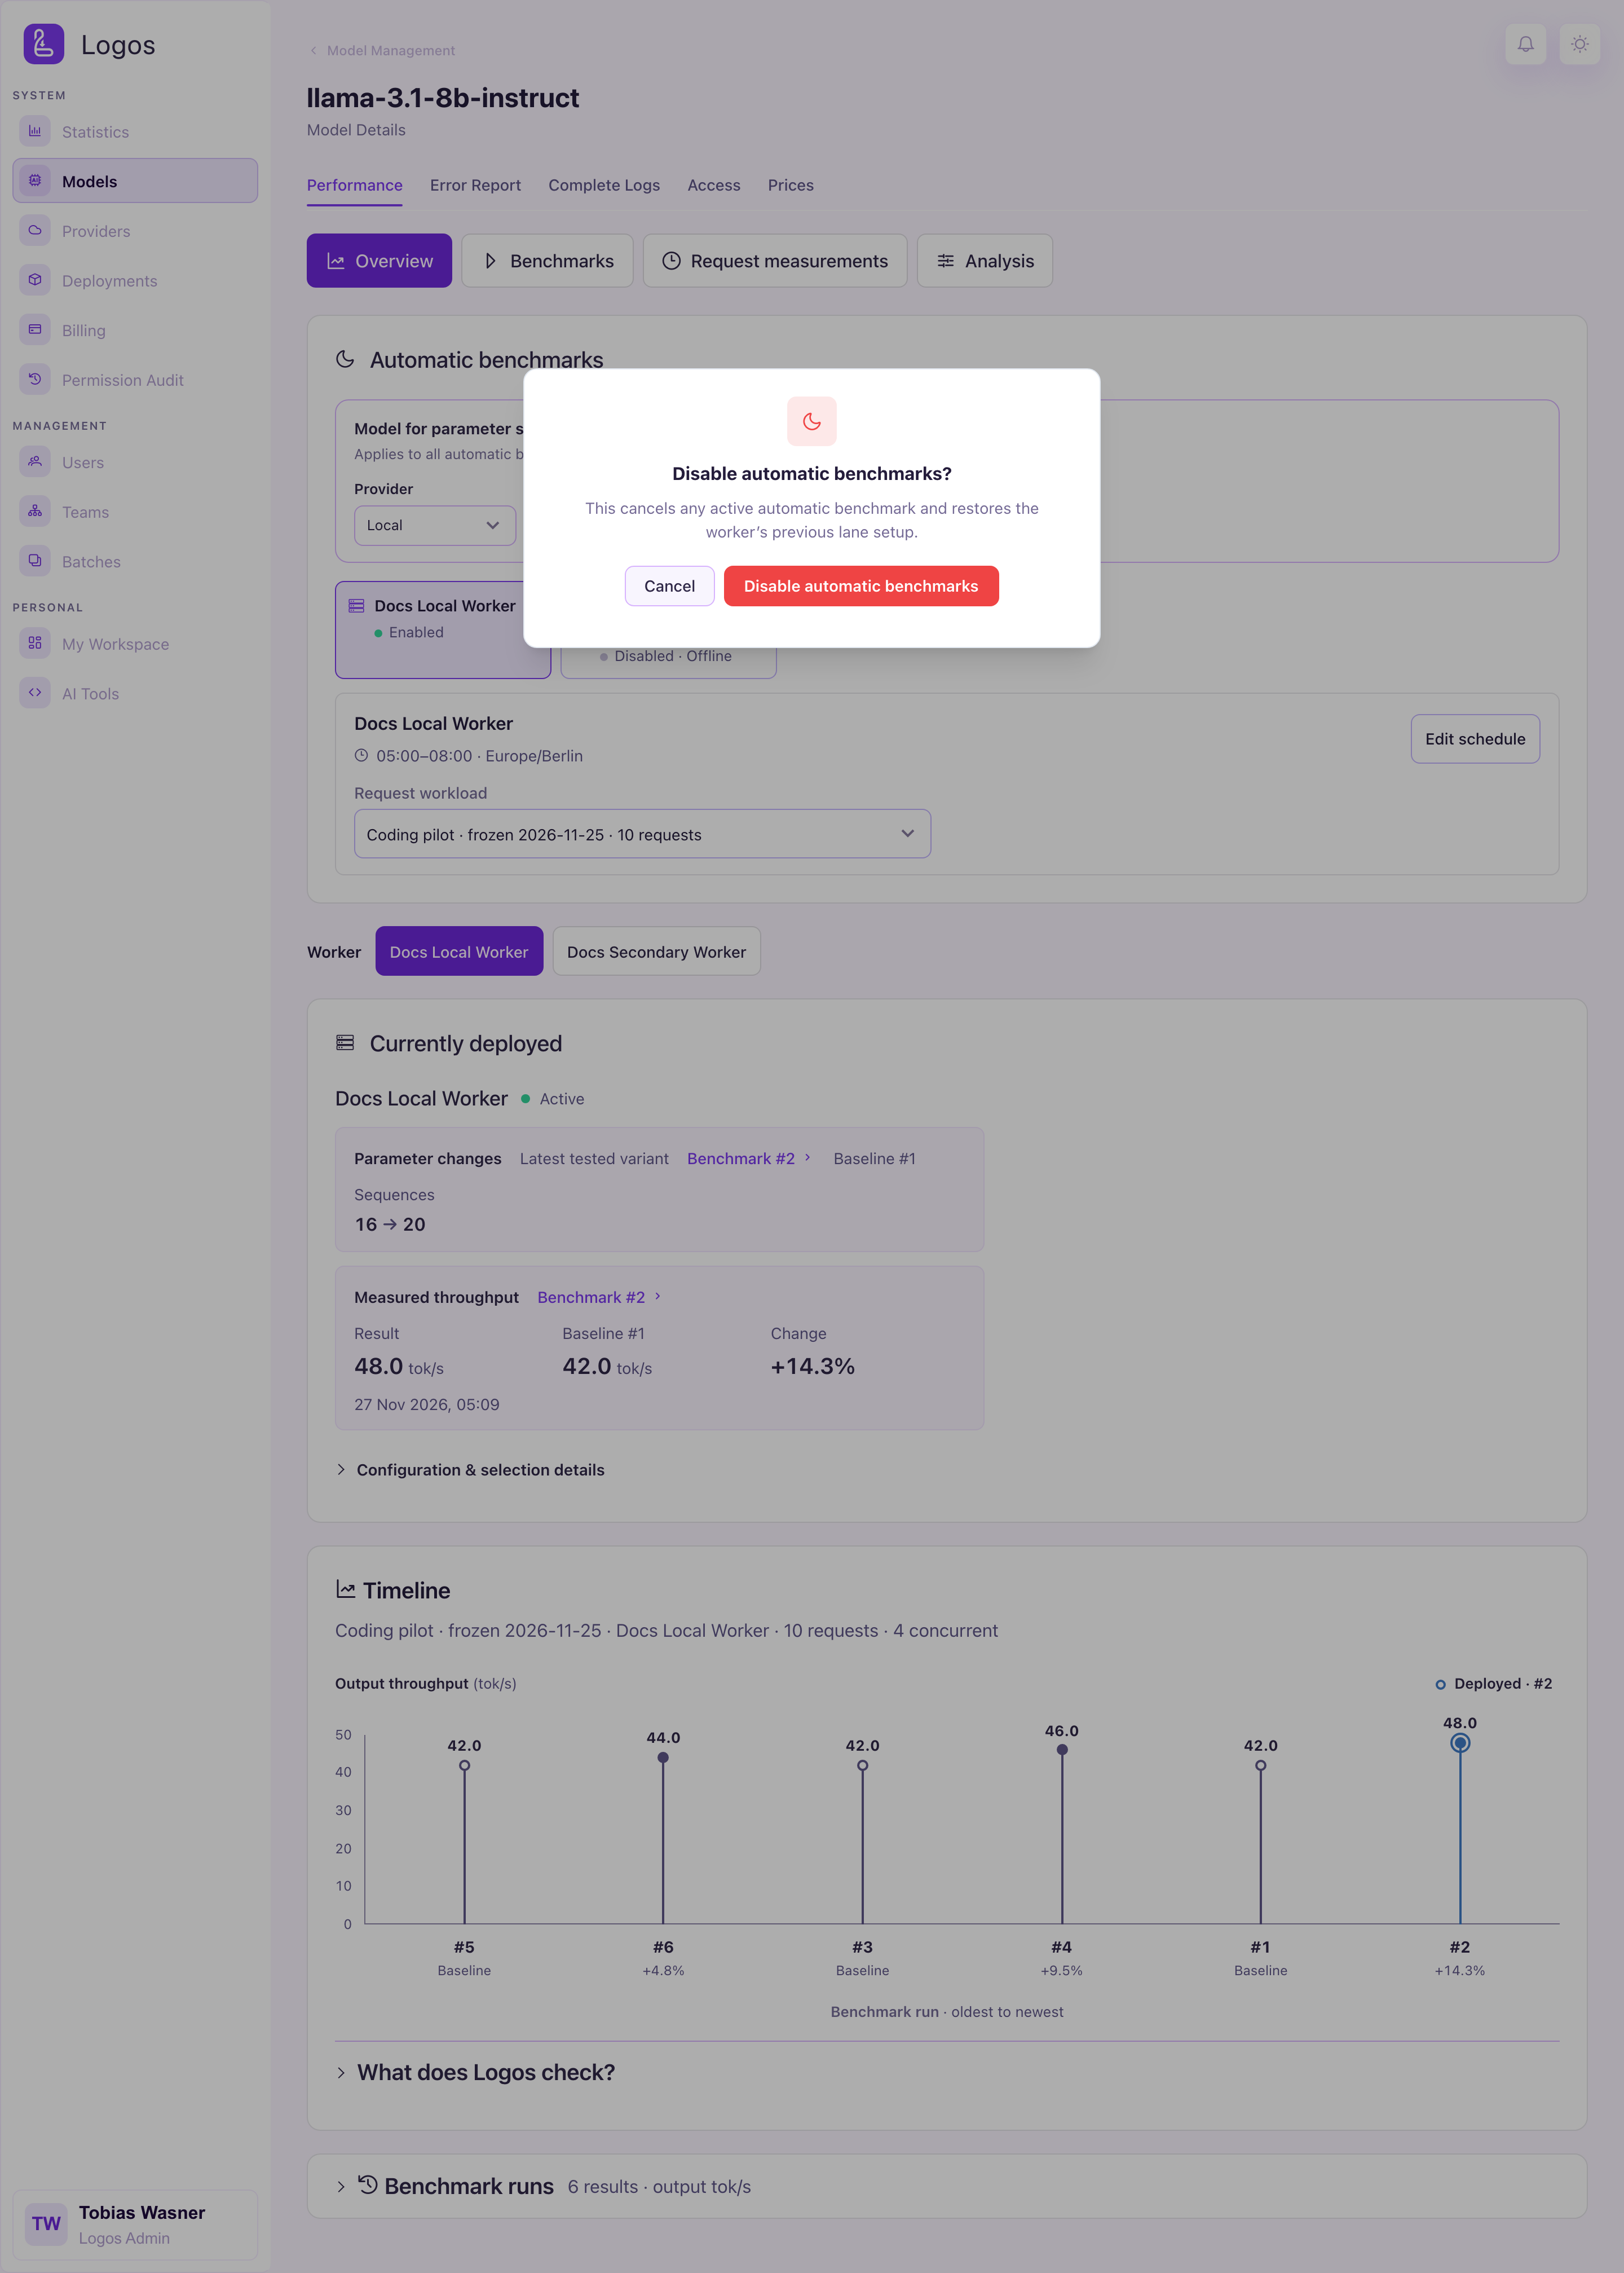 Logos
SYSTEM
Statistics
Models
Providers
Deployments
Billing
Permission Audit
MANAGEMENT
Users
Teams
Batches
PERSONAL
My Workspace
AI Tools
TW
Tobias Wasner
Logos Admin
Model Management
llama-3.1-8b-instruct
Model Details
Performance Error Report Complete Logs Access Prices
Overview Benchmarks Request measurements Analysis
Automatic benchmarks
Model for parameter s
Applies to all automatic b
Provider
Local
Disable automatic benchmarks?
This cancels any active automatic benchmark and restores the
worker’s previous lane setup.
Cancel Disable automatic benchmarks
Docs Local Worker
Enabled
Disabled · Offline
Docs Local Worker
05:00–08:00 · Europe/Berlin
Edit schedule
Request workload
Coding pilot · frozen 2026-11-25 · 10 requests
Worker Docs Local Worker Docs Secondary Worker
Currently deployed
Docs Local Worker Active
Parameter changes Latest tested variant Benchmark #2 Baseline #1
Sequences
16 → 20
Measured throughput Benchmark #2
Result Baseline #1 Change
48.0 tok/s 42.0 tok/s +14.3%
27 Nov 2026, 05:09
Configuration & selection details
Timeline
Coding pilot · frozen 2026-11-25 · Docs Local Worker · 10 requests · 4 concurrent
Output throughput (tok/s)
Deployed · #2
50
40
30
20
10
0
42.0 44.0 42.0 46.0 42.0 48.0
#5 #6 #3 #4 #1 #2
Baseline +4.8% Baseline +9.5% Baseline +14.3%
Benchmark run · oldest to newest
What does Logos check?
Benchmark runs 6 results · output tok/s